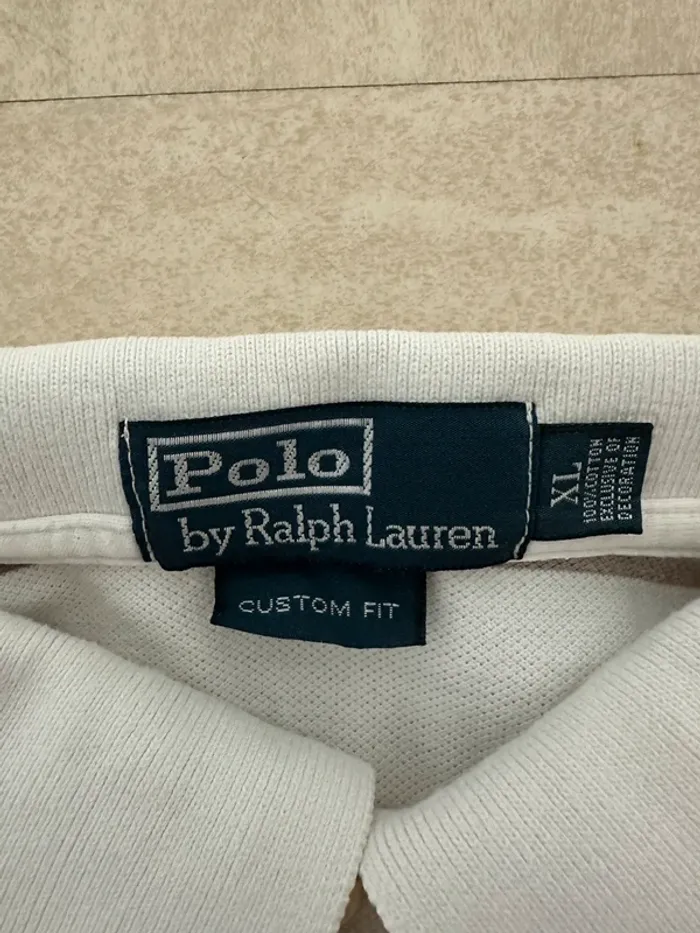 Polo
by Ralph Lauren
CUSTOM FIT
XL
100% COTTON
EXCLUSIVE OF
DECORATION